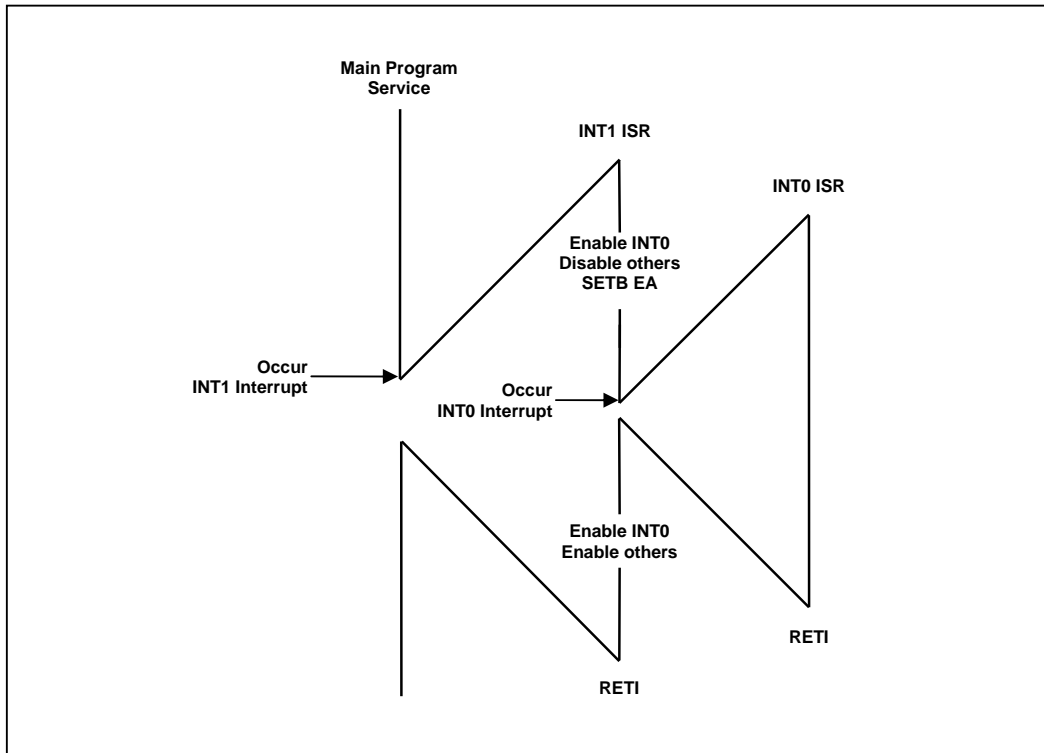 Main Program
Service
INT1 ISR
INT0 ISR
Enable INT0
Disable others
SETB EA
Occur
INT1 Interrupt
Occur
INT0 Interrupt
Enable INT0
Enable others
RETI
RETI